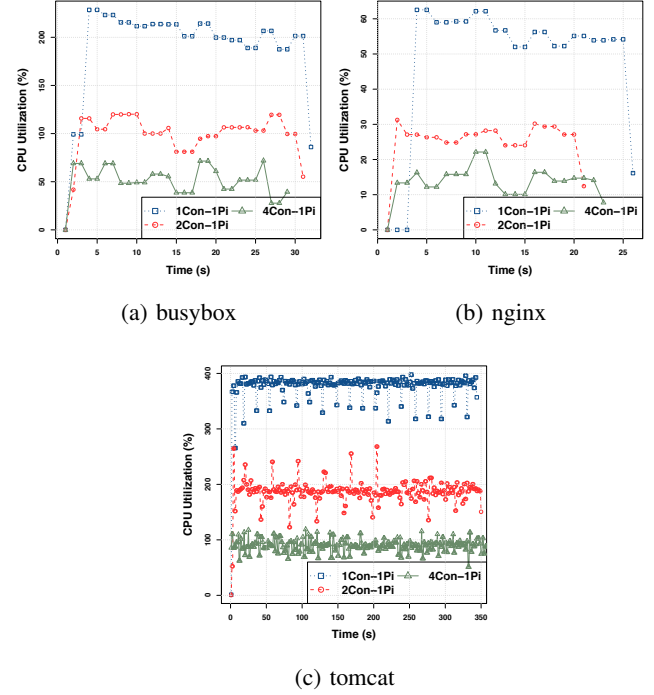 CPU Utilization (%)
200
150
100
50
0
0 5 10 15 20 25 30
Time (s)
1Con−1Pi 4Con−1Pi
2Con−1Pi
(a) busybox
CPU Utilization (%)
60
50
40
30
20
10
0
0 5 10 15 20 25
Time (s)
1Con−1Pi 4Con−1Pi
2Con−1Pi
(b) nginx
CPU Utilization (%)
400
300
200
100
0
0 50 100 150 200 250 300 350
Time (s)
1Con−1Pi 4Con−1Pi
2Con−1Pi
(c) tomcat